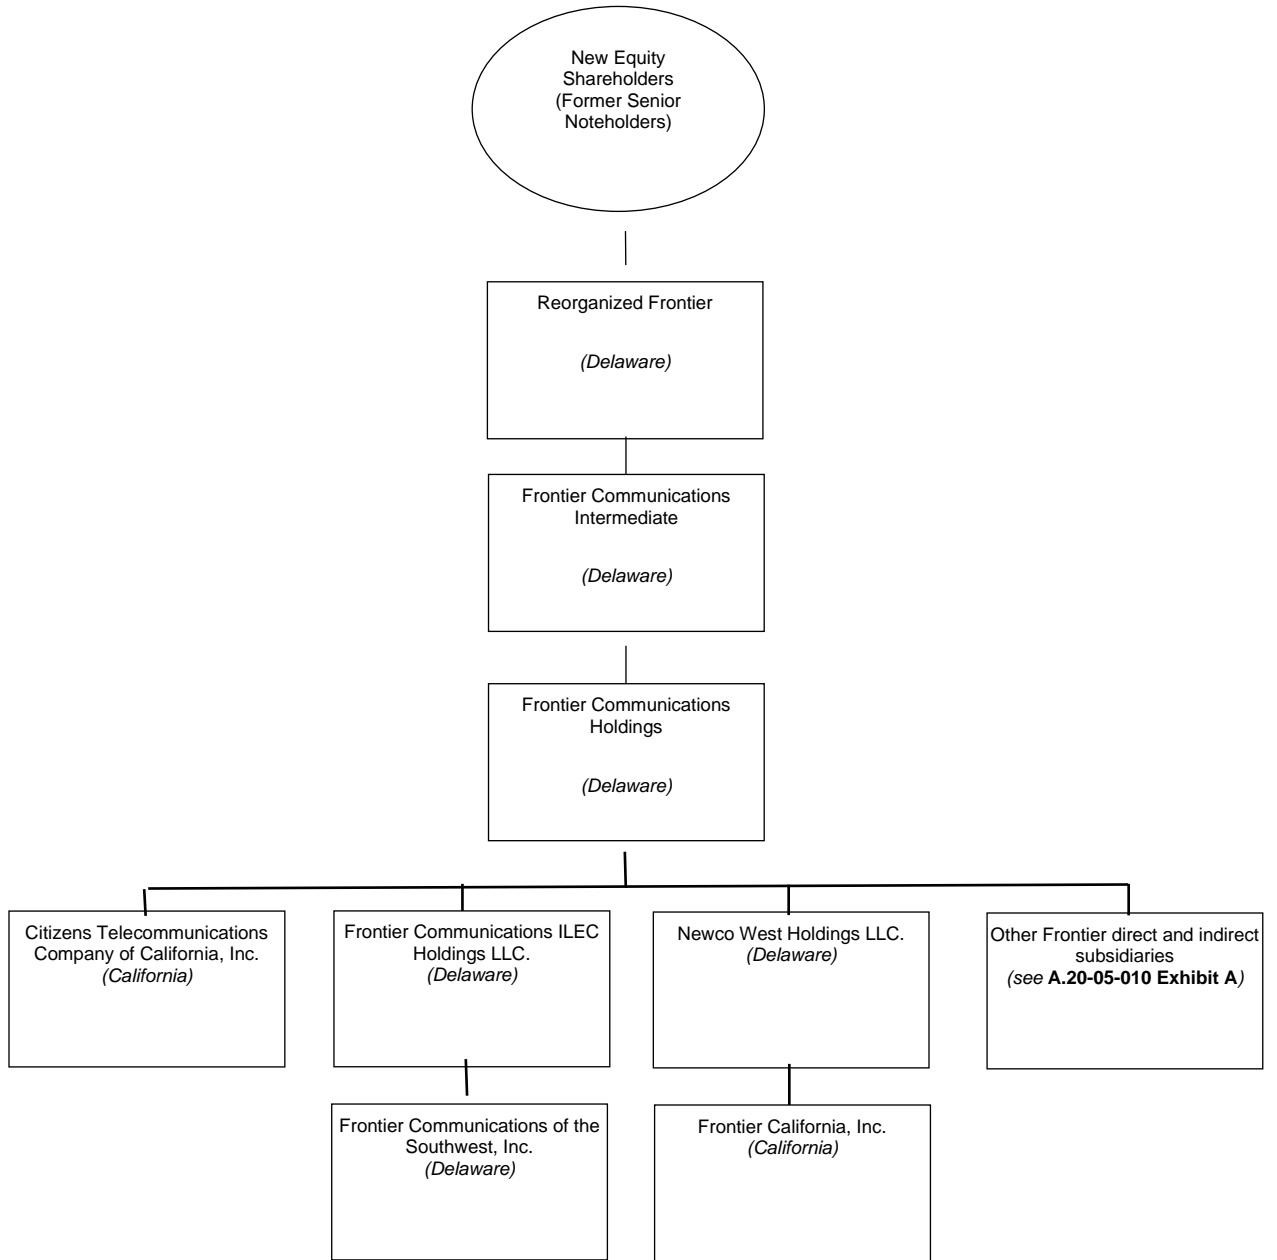 New Equity
Shareholders
(Former Senior
Noteholders)
Reorganized Frontier
(Delaware)
Frontier Communications
Intermediate
(Delaware)
Frontier Communications
Holdings
(Delaware)
Citizens Telecommunications
Company of California, Inc.
(California)
Frontier Communications ILEC
Holdings LLC.
(Delaware)
Newco West Holdings LLC.
(Delaware)
Other Frontier direct and indirect
subsidiaries
(see A.20-05-010 Exhibit A)
Frontier Communications of the
Southwest, Inc.
(Delaware)
Frontier California, Inc.
(California)